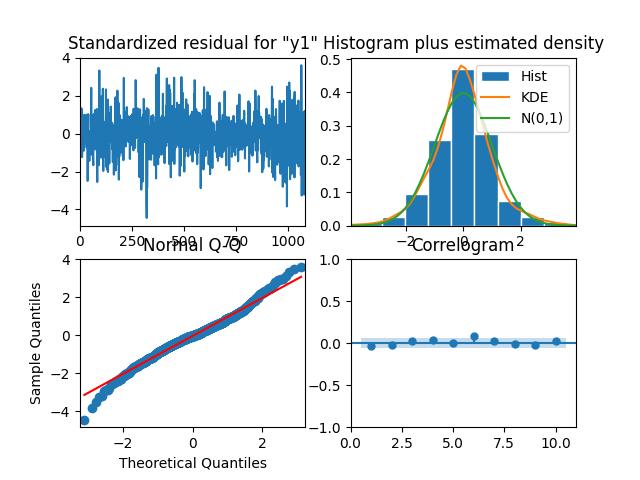 Standardized residual for "y1"
4
2
0
−2
−4
0 250 500 750 1000
Histogram plus estimated density
0.5
0.4
0.3
0.2
0.1
0.0
−2 0 2
Hist
KDE
N(0,1)
Normal Q-Q
Sample Quantiles
4
2
0
−2
−4
−2 0 2
Theoretical Quantiles
Correlogram
1.0
0.5
0.0
−0.5
−1.0
0.0 2.5 5.0 7.5 10.0